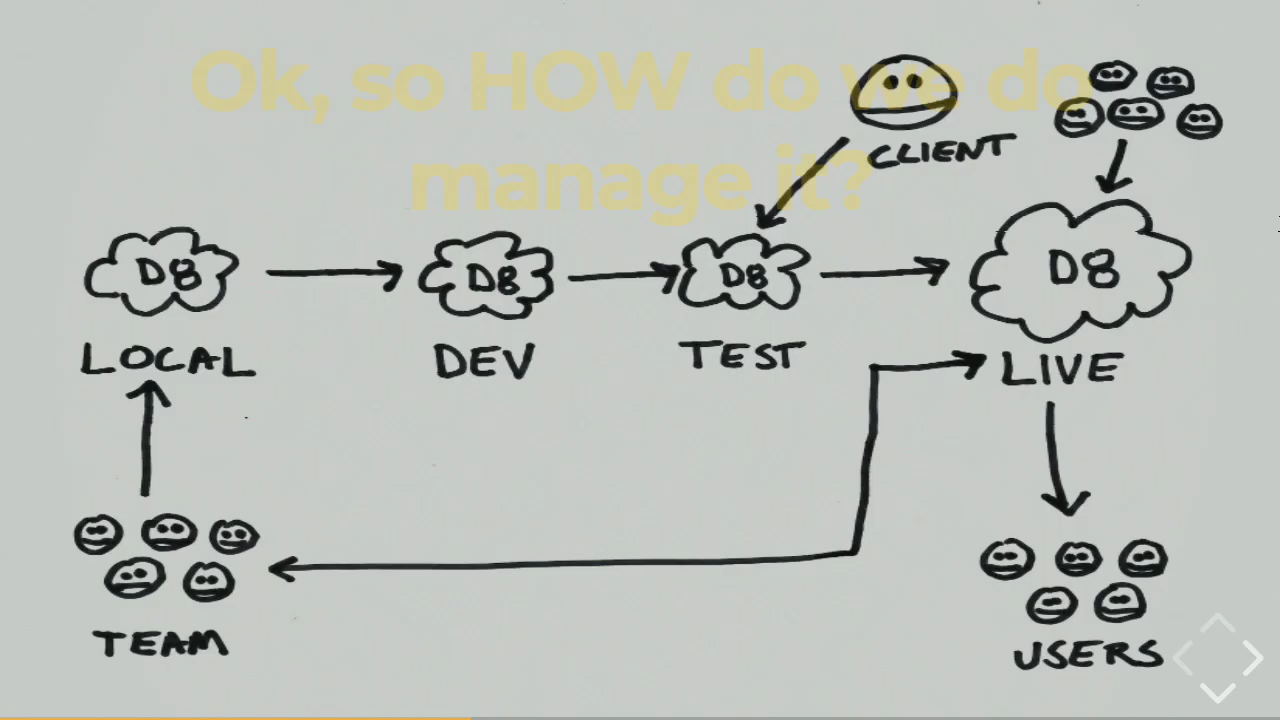 Ok, so HOW do we do
manage it?
CLIENT
D8
D8
D8
D8
LOCAL
DEV
TEST
LIVE
TEAM
USERS